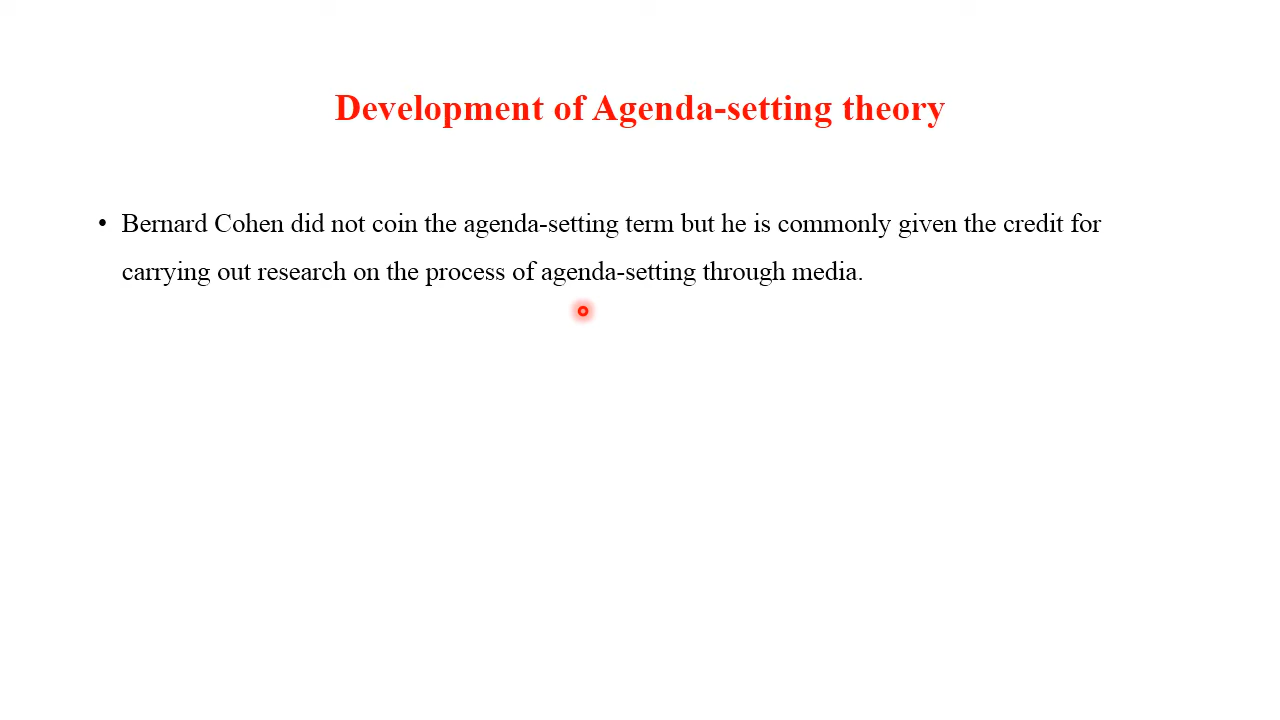 Development of Agenda-setting theory
• Bernard Cohen did not coin the agenda-setting term but he is commonly given the credit for
carrying out research on the process of agenda-setting through media.